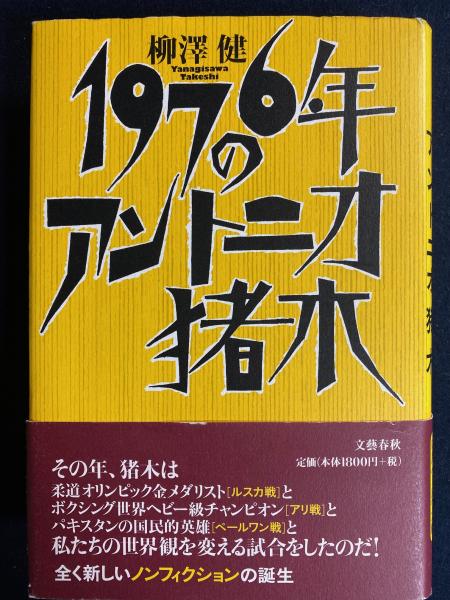 柳澤 健
Yanagisawa
Takeshi
1976年
の
アントニオ
猪木
文藝春秋
定価(本体1800円+税)
その年、猪木は
柔道オリンピック金メダリスト[ルスカ戦]と
ボクシング世界ヘビー級チャンピオン[アリ戦]と
パキスタンの国民的英雄[ペールワン戦]と
私たちの世界観を変える試合をしたのだ!
全く新しいノンフィクションの誕生